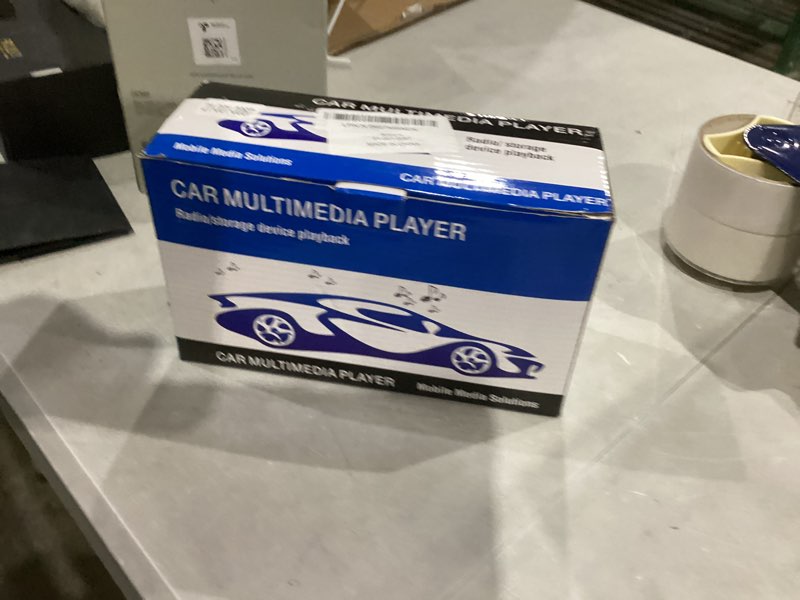 CAR MULTIMEDIA PLAYER
Radio/storage
device playback
Mobile Media Solutions
CAR MULTIMEDIA PLAYER
CAR MULTIMEDIA PLAYER
Radio/storage device playback
CAR MULTIMEDIA PLAYER
Mobile Media Solutions